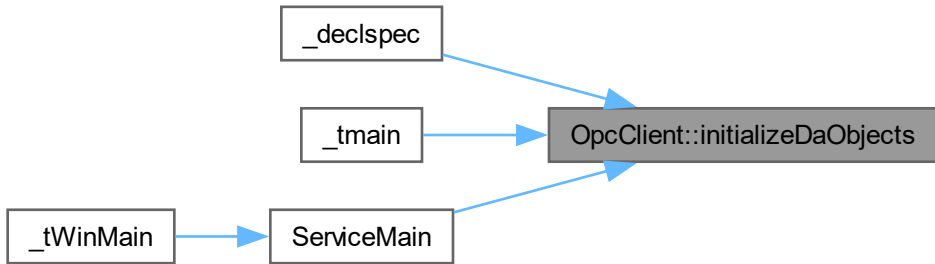 _declspec
_tmain
OpcClient::initializeDaObjects
_tWinMain
ServiceMain